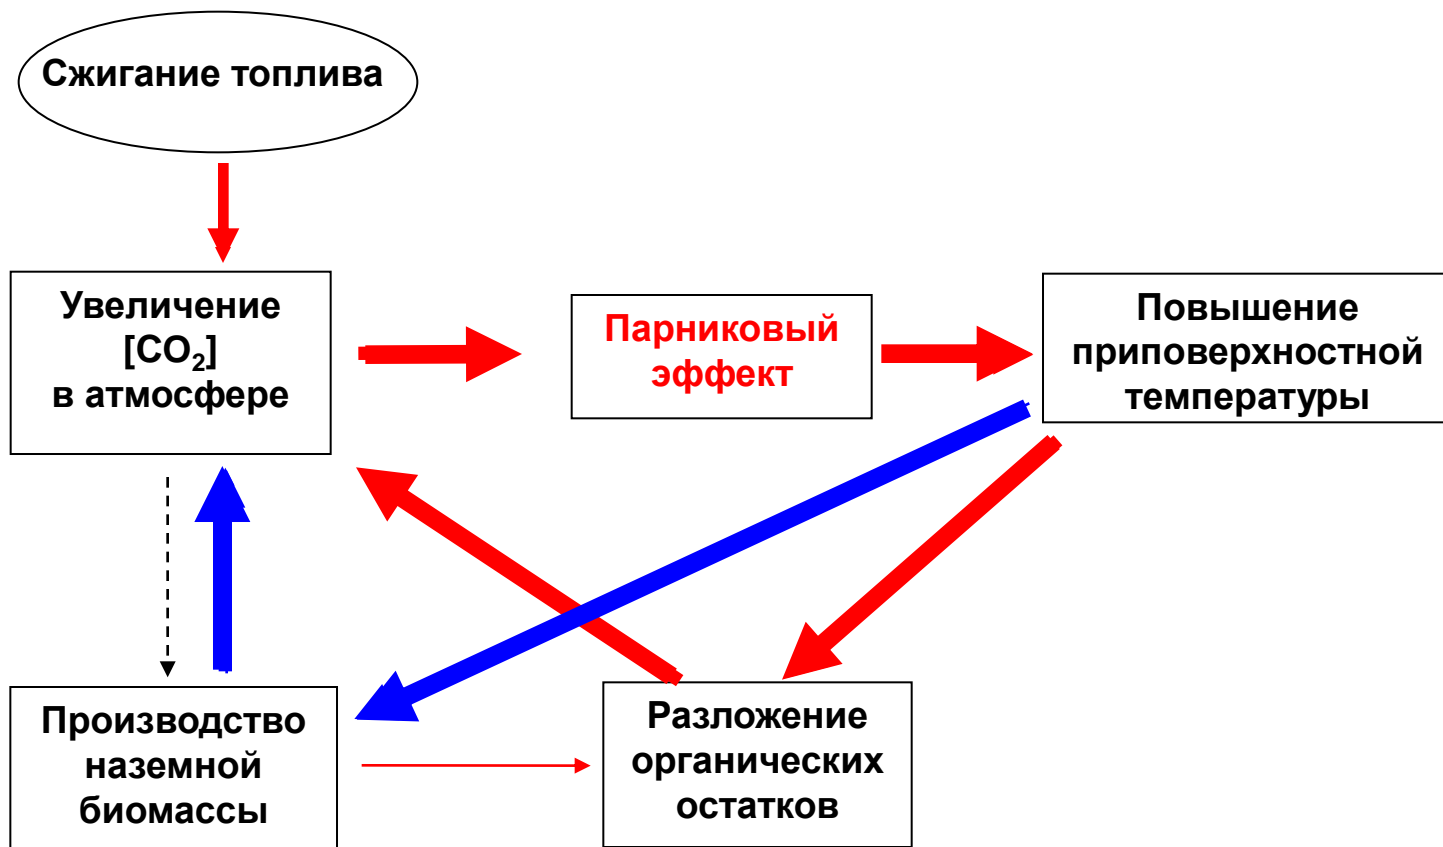 Сжигание топлива
Увеличение
[CO₂]
в атмосфере
Парниковый
эффект
Повышение
приповерхностной
температуры
Производство
наземной
биомассы
Разложение
органических
остатков